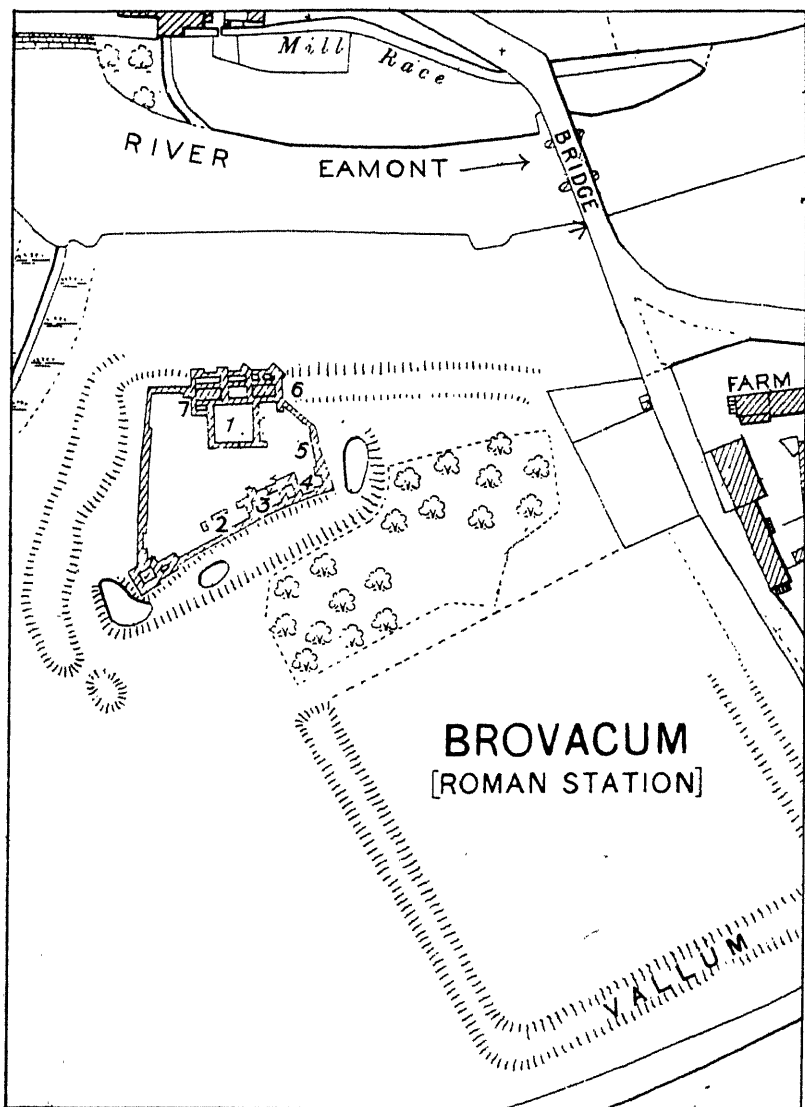 Mill Race
RIVER EAMONT
BRIDGE
FARM
6
7
1.
5
4
3
2
BROVACUM
[ROMAN STATION]
VALLUM